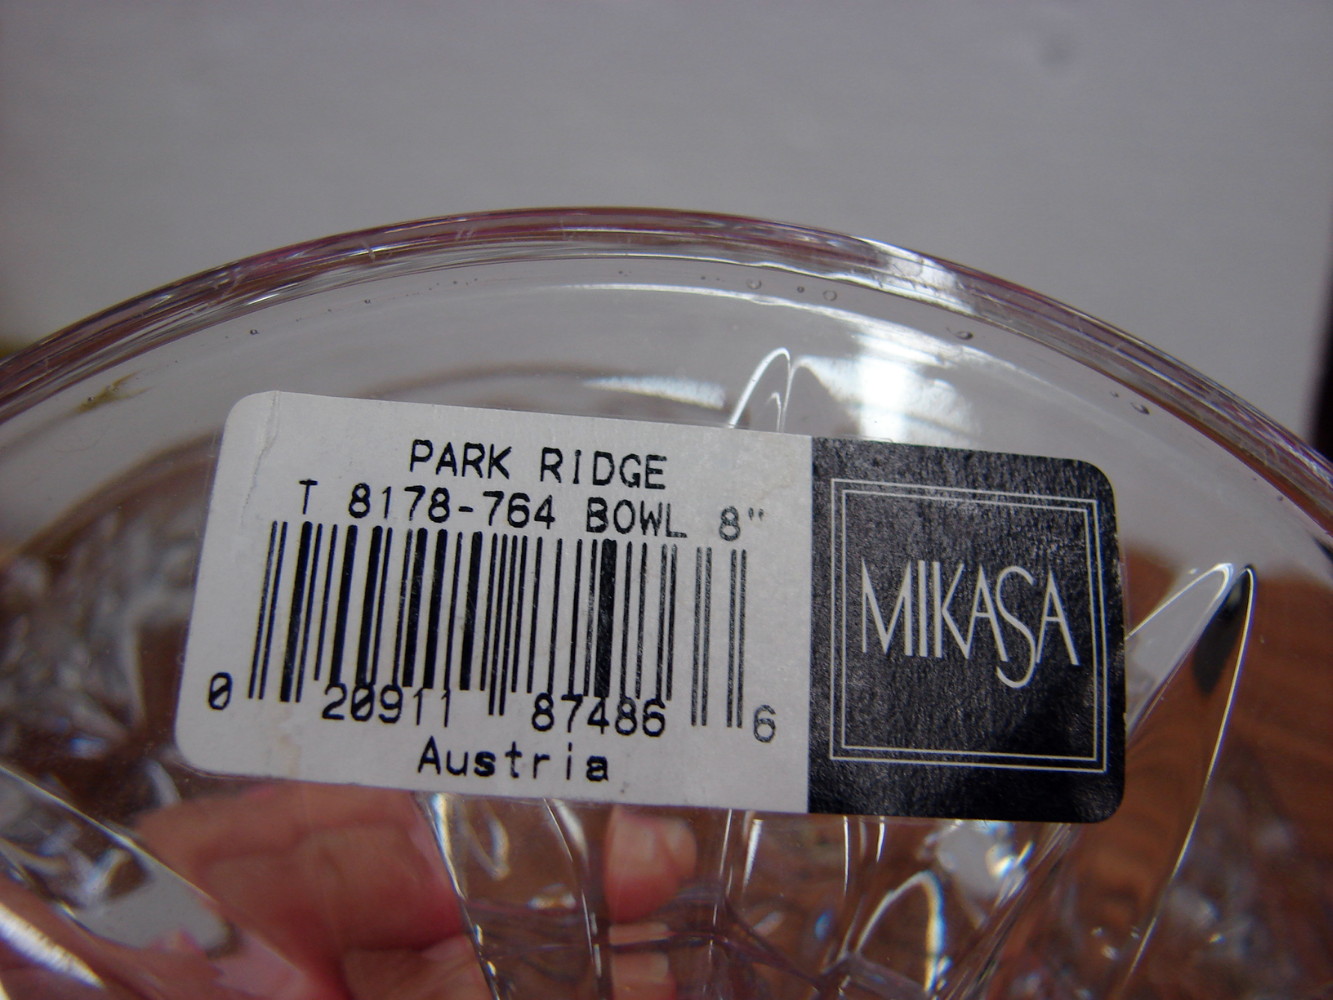 PARK RIDGE
T 8178-764 BOWL 8"
0 20911 87486 6
Austria
MIKASA